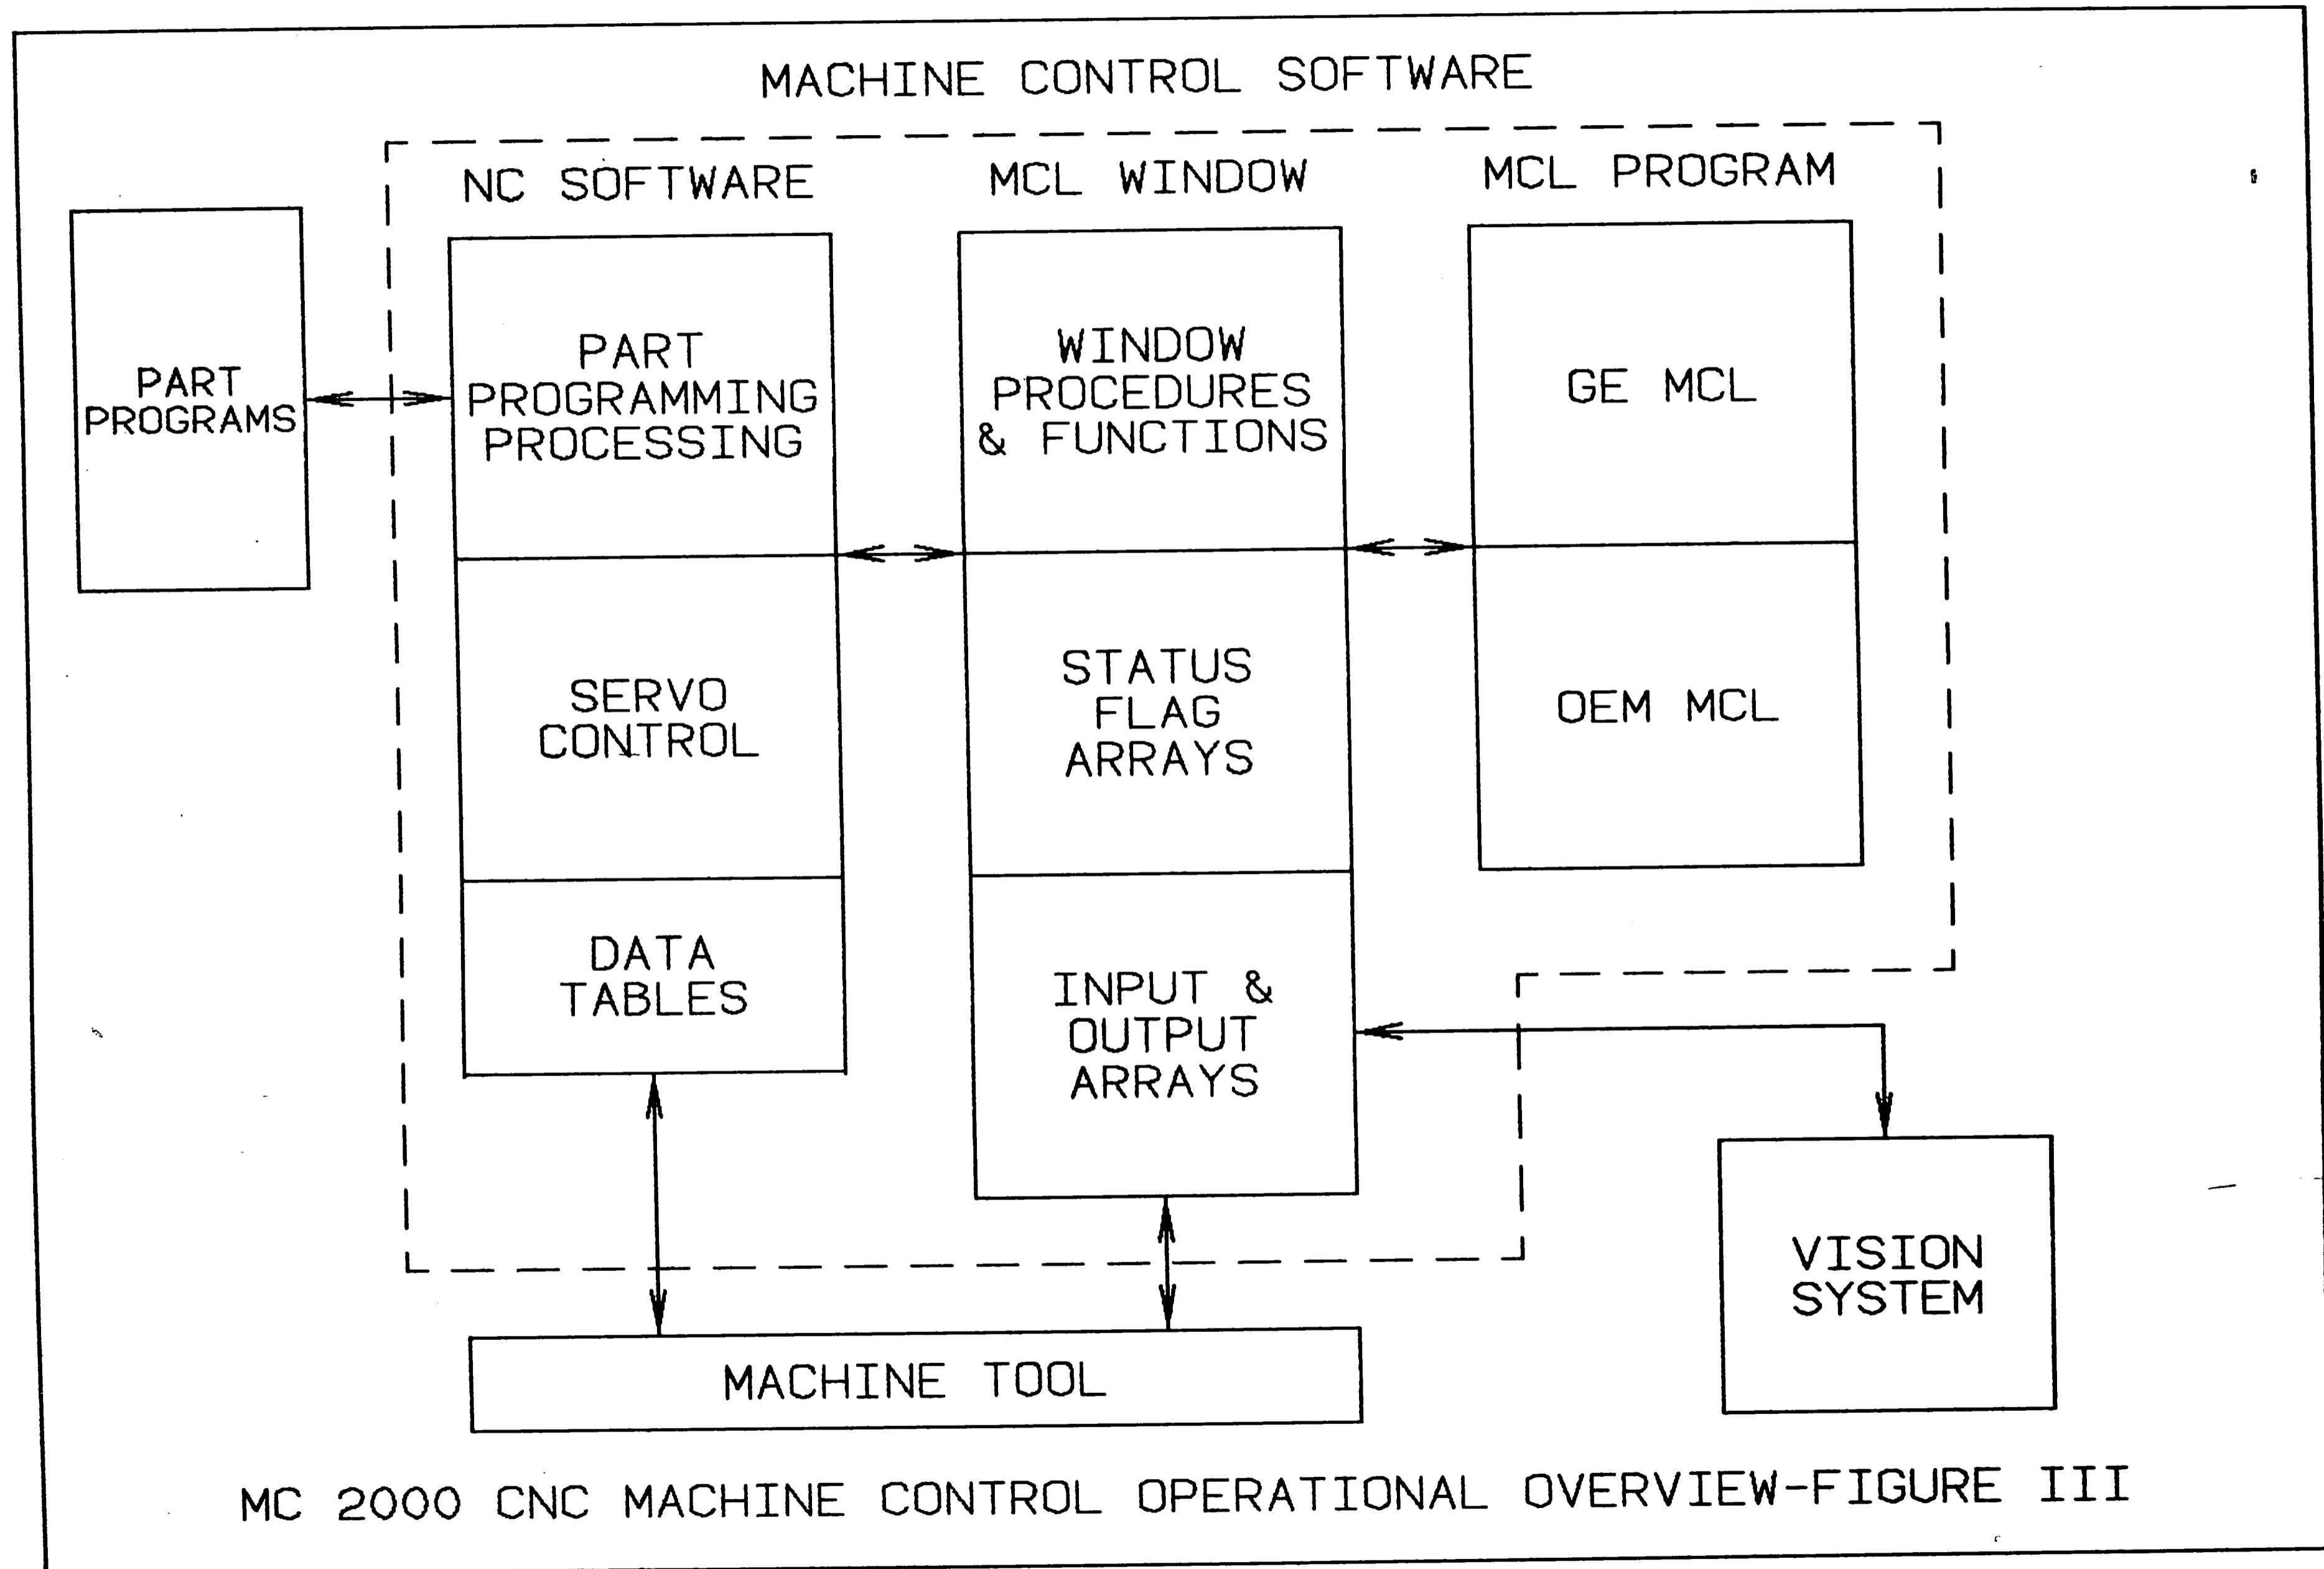 MACHINE CONTROL SOFTWARE
NC SOFTWARE
MCL WINDOW
MCL PROGRAM
PART
PROGRAMS
PART
PROGRAMMING
PROCESSING
WINDOW
PROCEDURES
& FUNCTIONS
GE MCL
SERVO
CONTROL
STATUS
FLAG
ARRAYS
OEM MCL
DATA
TABLES
INPUT &
OUTPUT
ARRAYS
VISION
SYSTEM
MACHINE TOOL
MC 2000 CNC MACHINE CONTROL OPERATIONAL OVERVIEW-FIGURE III